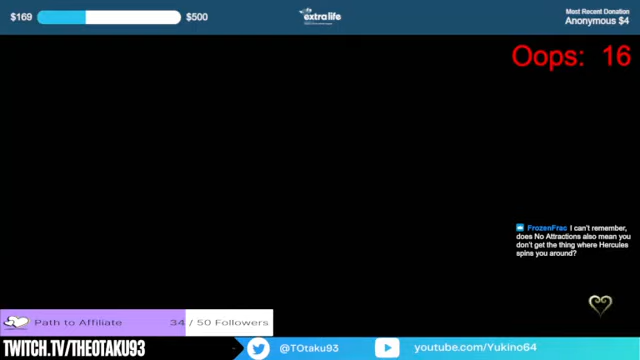 $169
$500
extralife
Most Recent Donation
Anonymous $4
Oops: 16
FrozenFrac I can't remember,
does No Attractions also mean you
don't get the thing where Hercules
spins you around?
Path to Affiliate 34 / 50 Followers
TWITCH.TV/THEOTAKU93
@TOtaku93
youtube.com/Yukino64